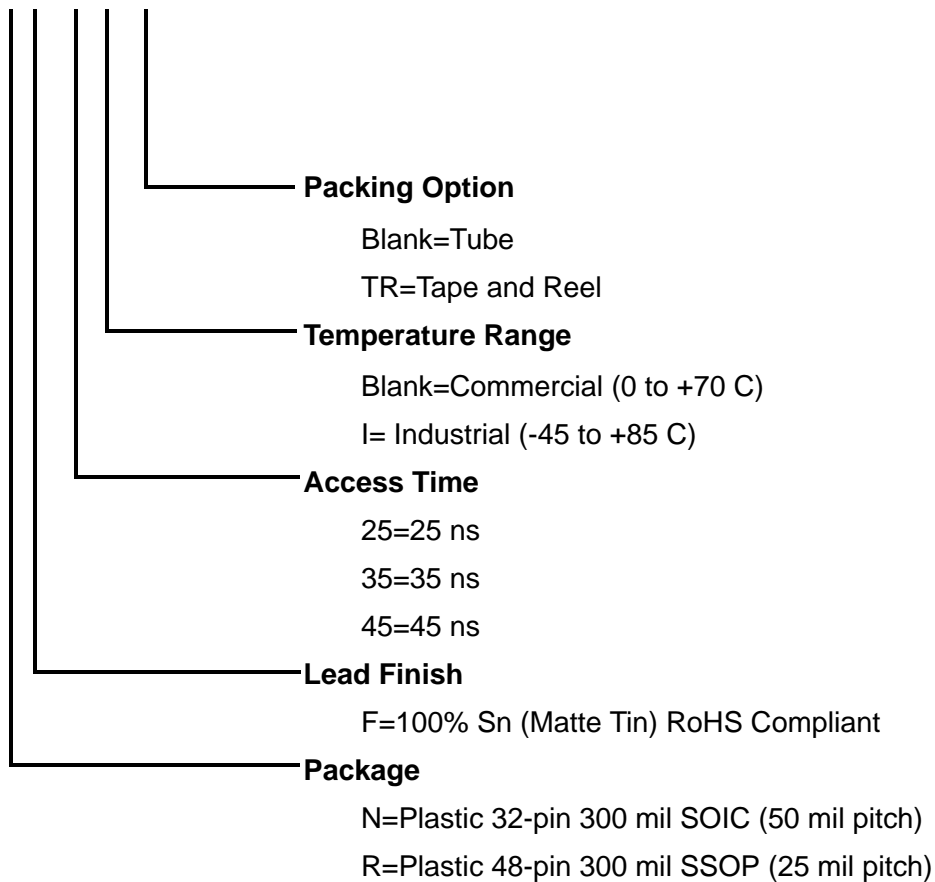 Packing Option
Blank=Tube
TR=Tape and Reel
Temperature Range
Blank=Commercial (0 to +70 C)
I= Industrial (-45 to +85 C)
Access Time
25=25 ns
35=35 ns
45=45 ns
Lead Finish
F=100% Sn (Matte Tin) RoHS Compliant
Package
N=Plastic 32-pin 300 mil SOIC (50 mil pitch)
R=Plastic 48-pin 300 mil SSOP (25 mil pitch)